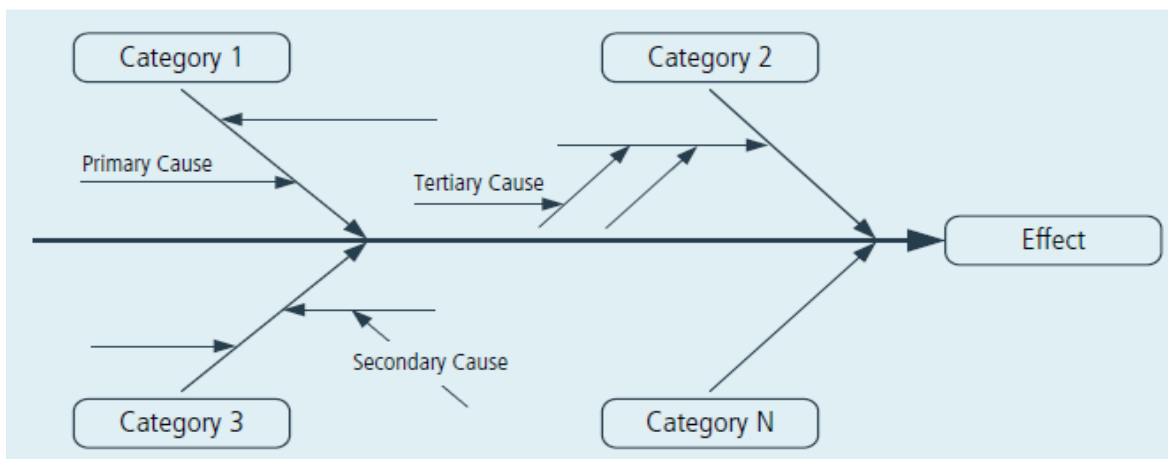 Category 1
Category 2
Primary Cause
Tertiary Cause
Effect
Secondary Cause
Category 3
Category N